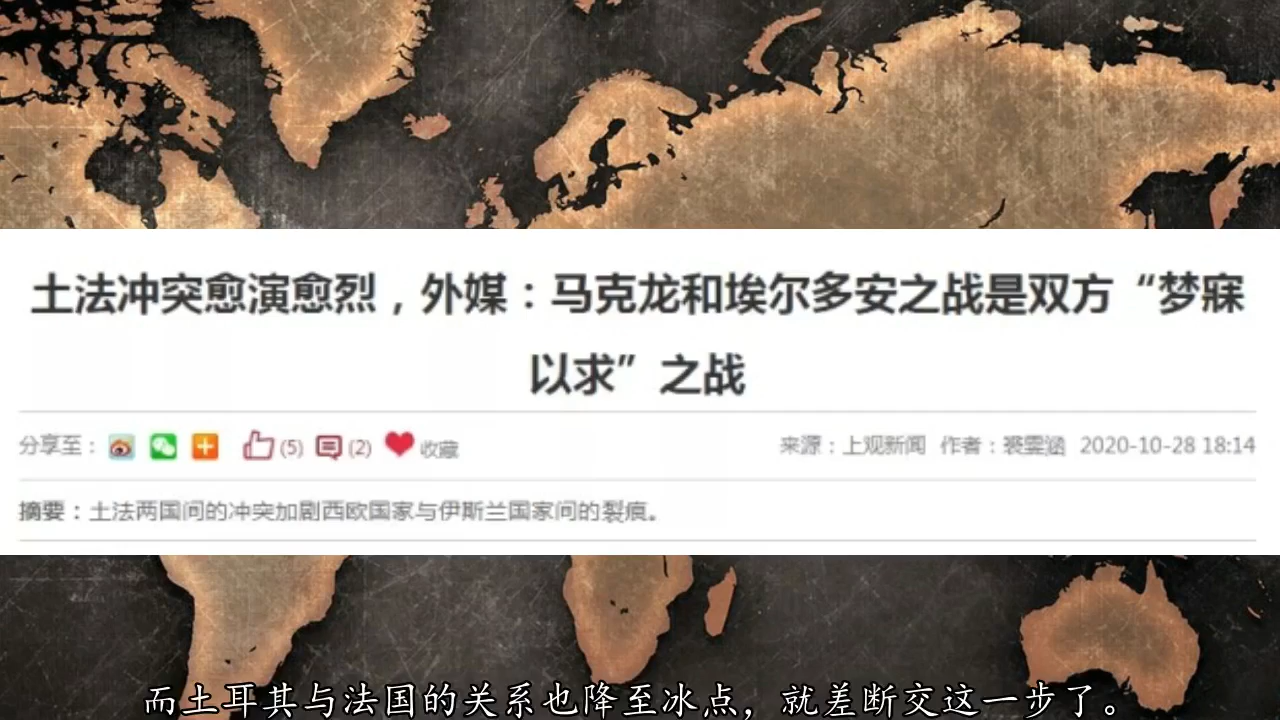 土法冲突愈演愈烈，外媒：马克龙和埃尔多安之战是双方“梦寐
以求”之战
分享至： (5) (2) 收藏 来源：上观新闻 作者：裘雯涵 2020-10-28 18:14
摘要：土法两国间的冲突加剧西欧国家与伊斯兰国家间的裂痕。
而土耳其与法国的关系也降至冰点，就差断交这一步了。